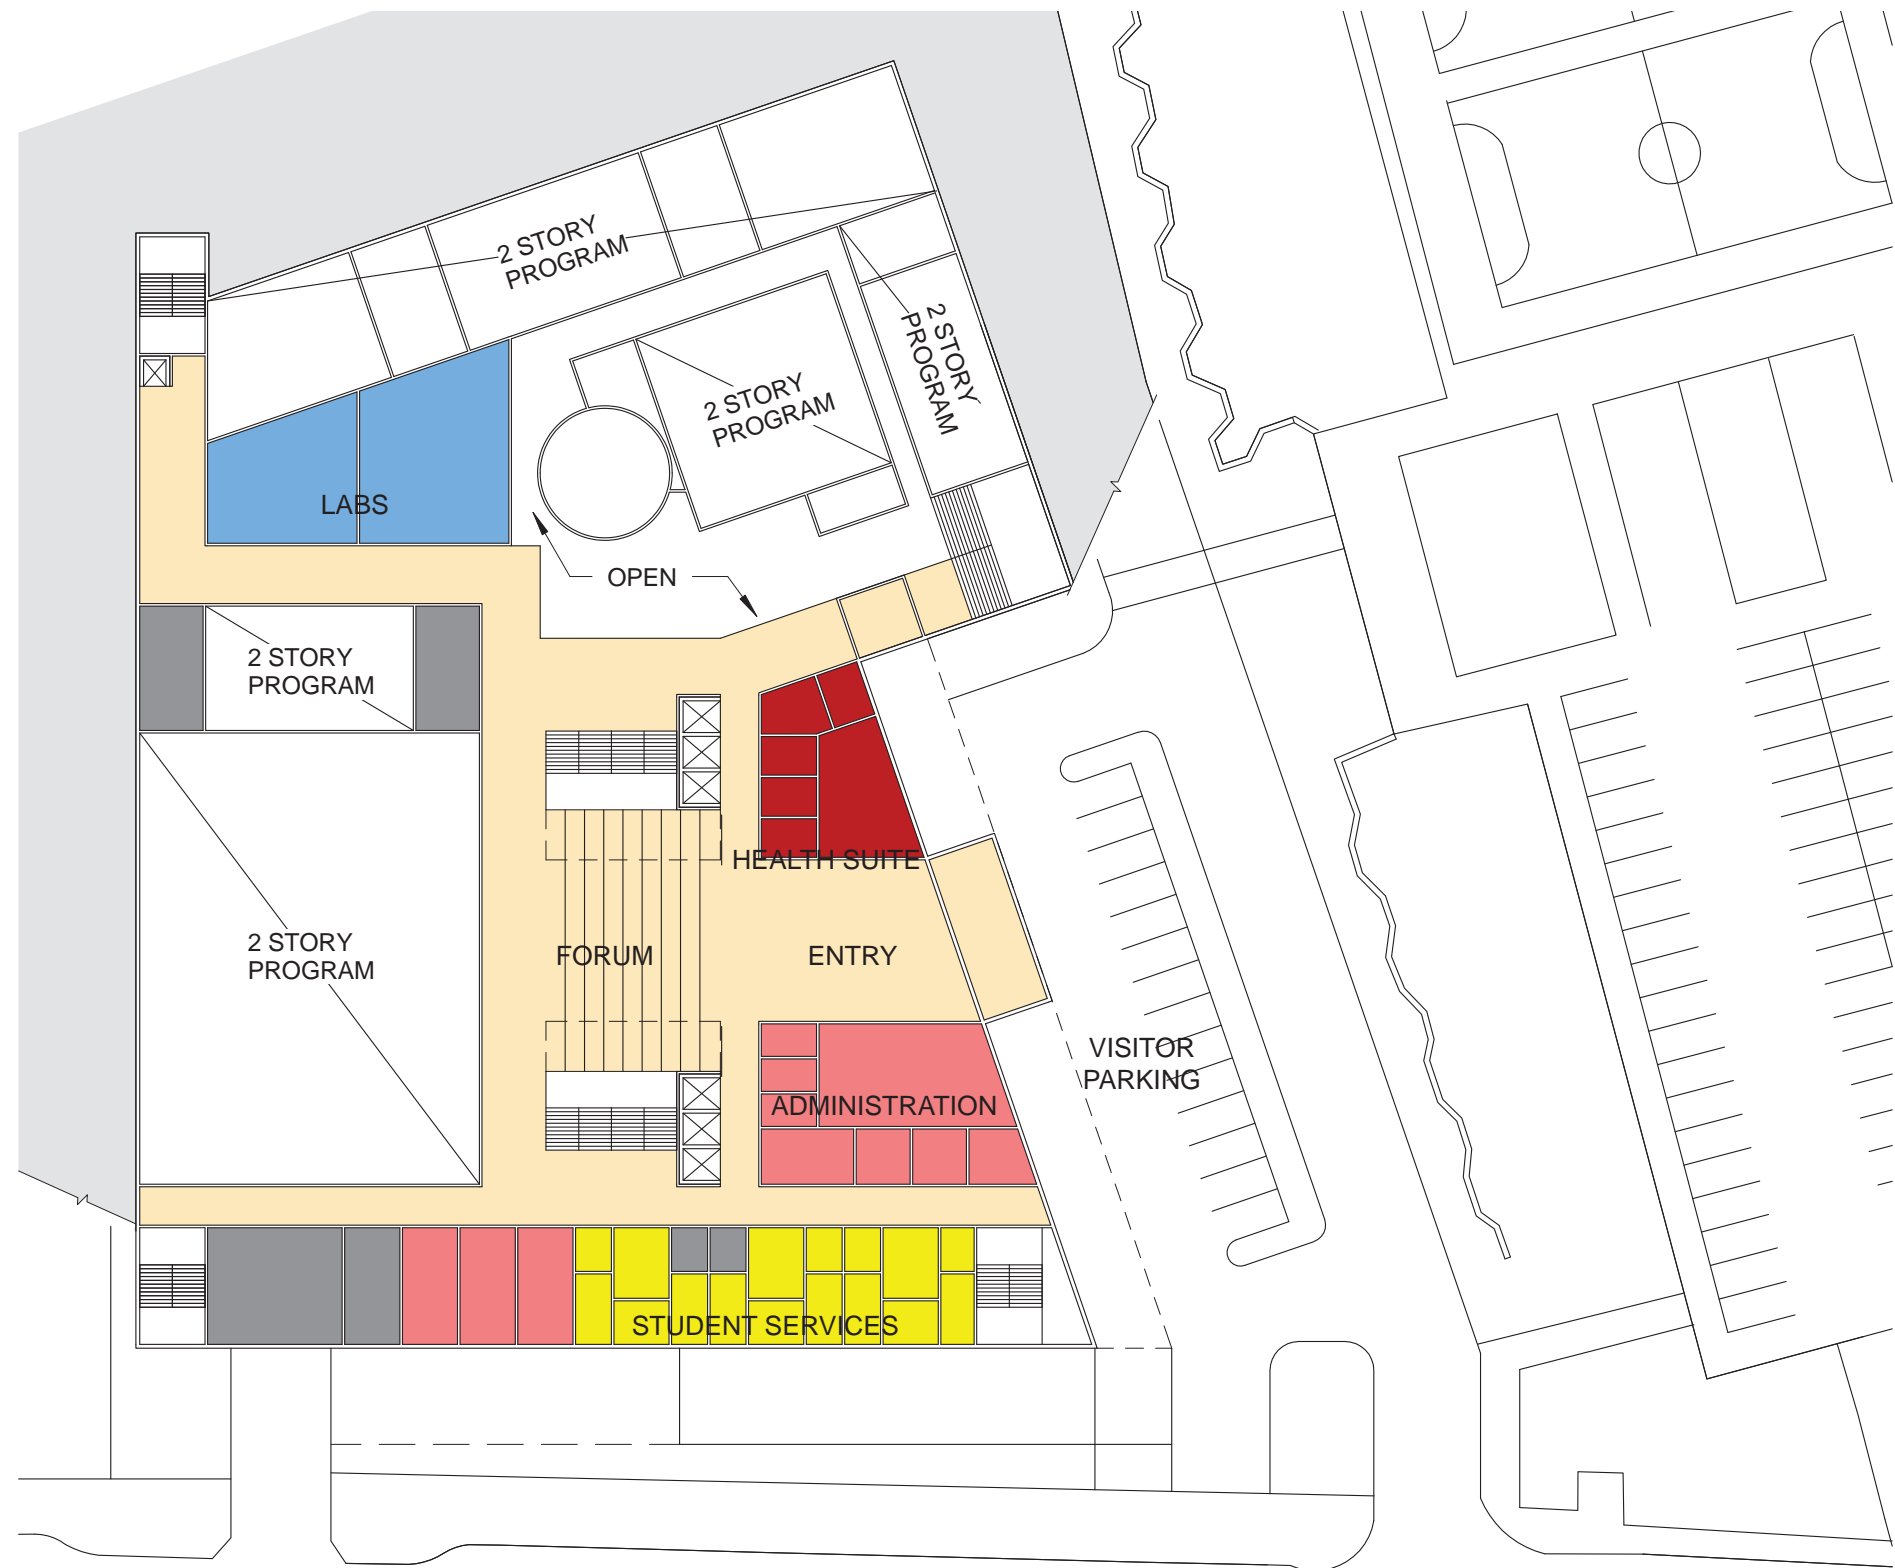 2 STORY
PROGRAM
2 STORY
PROGRAM
2 STORY
PROGRAM
LABS
OPEN
2 STORY
PROGRAM
HEALTH SUITE
2 STORY
PROGRAM
FORUM
ENTRY
VISITOR
PARKING
ADMINISTRATION
STUDENT SERVICES